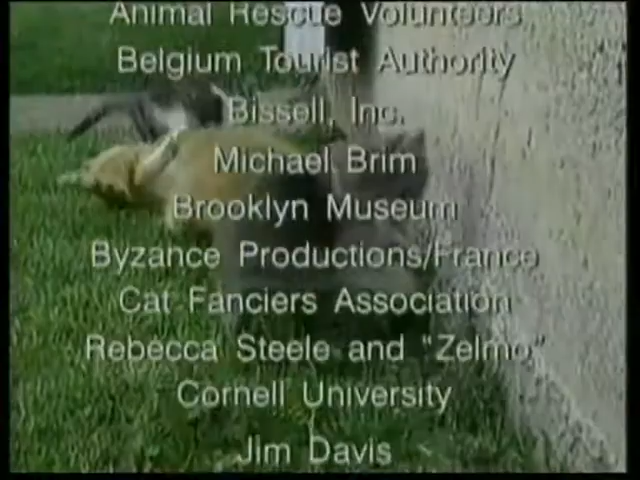 Animal Rescue Volunteers
Belgium Tourist Authority
Bissell, Inc.
Michael Brim
Brooklyn Museum
Byzance Productions/France
Cat Fanciers Association
Rebecca Steele and "Zelmo"
Cornell University
Jim Davis